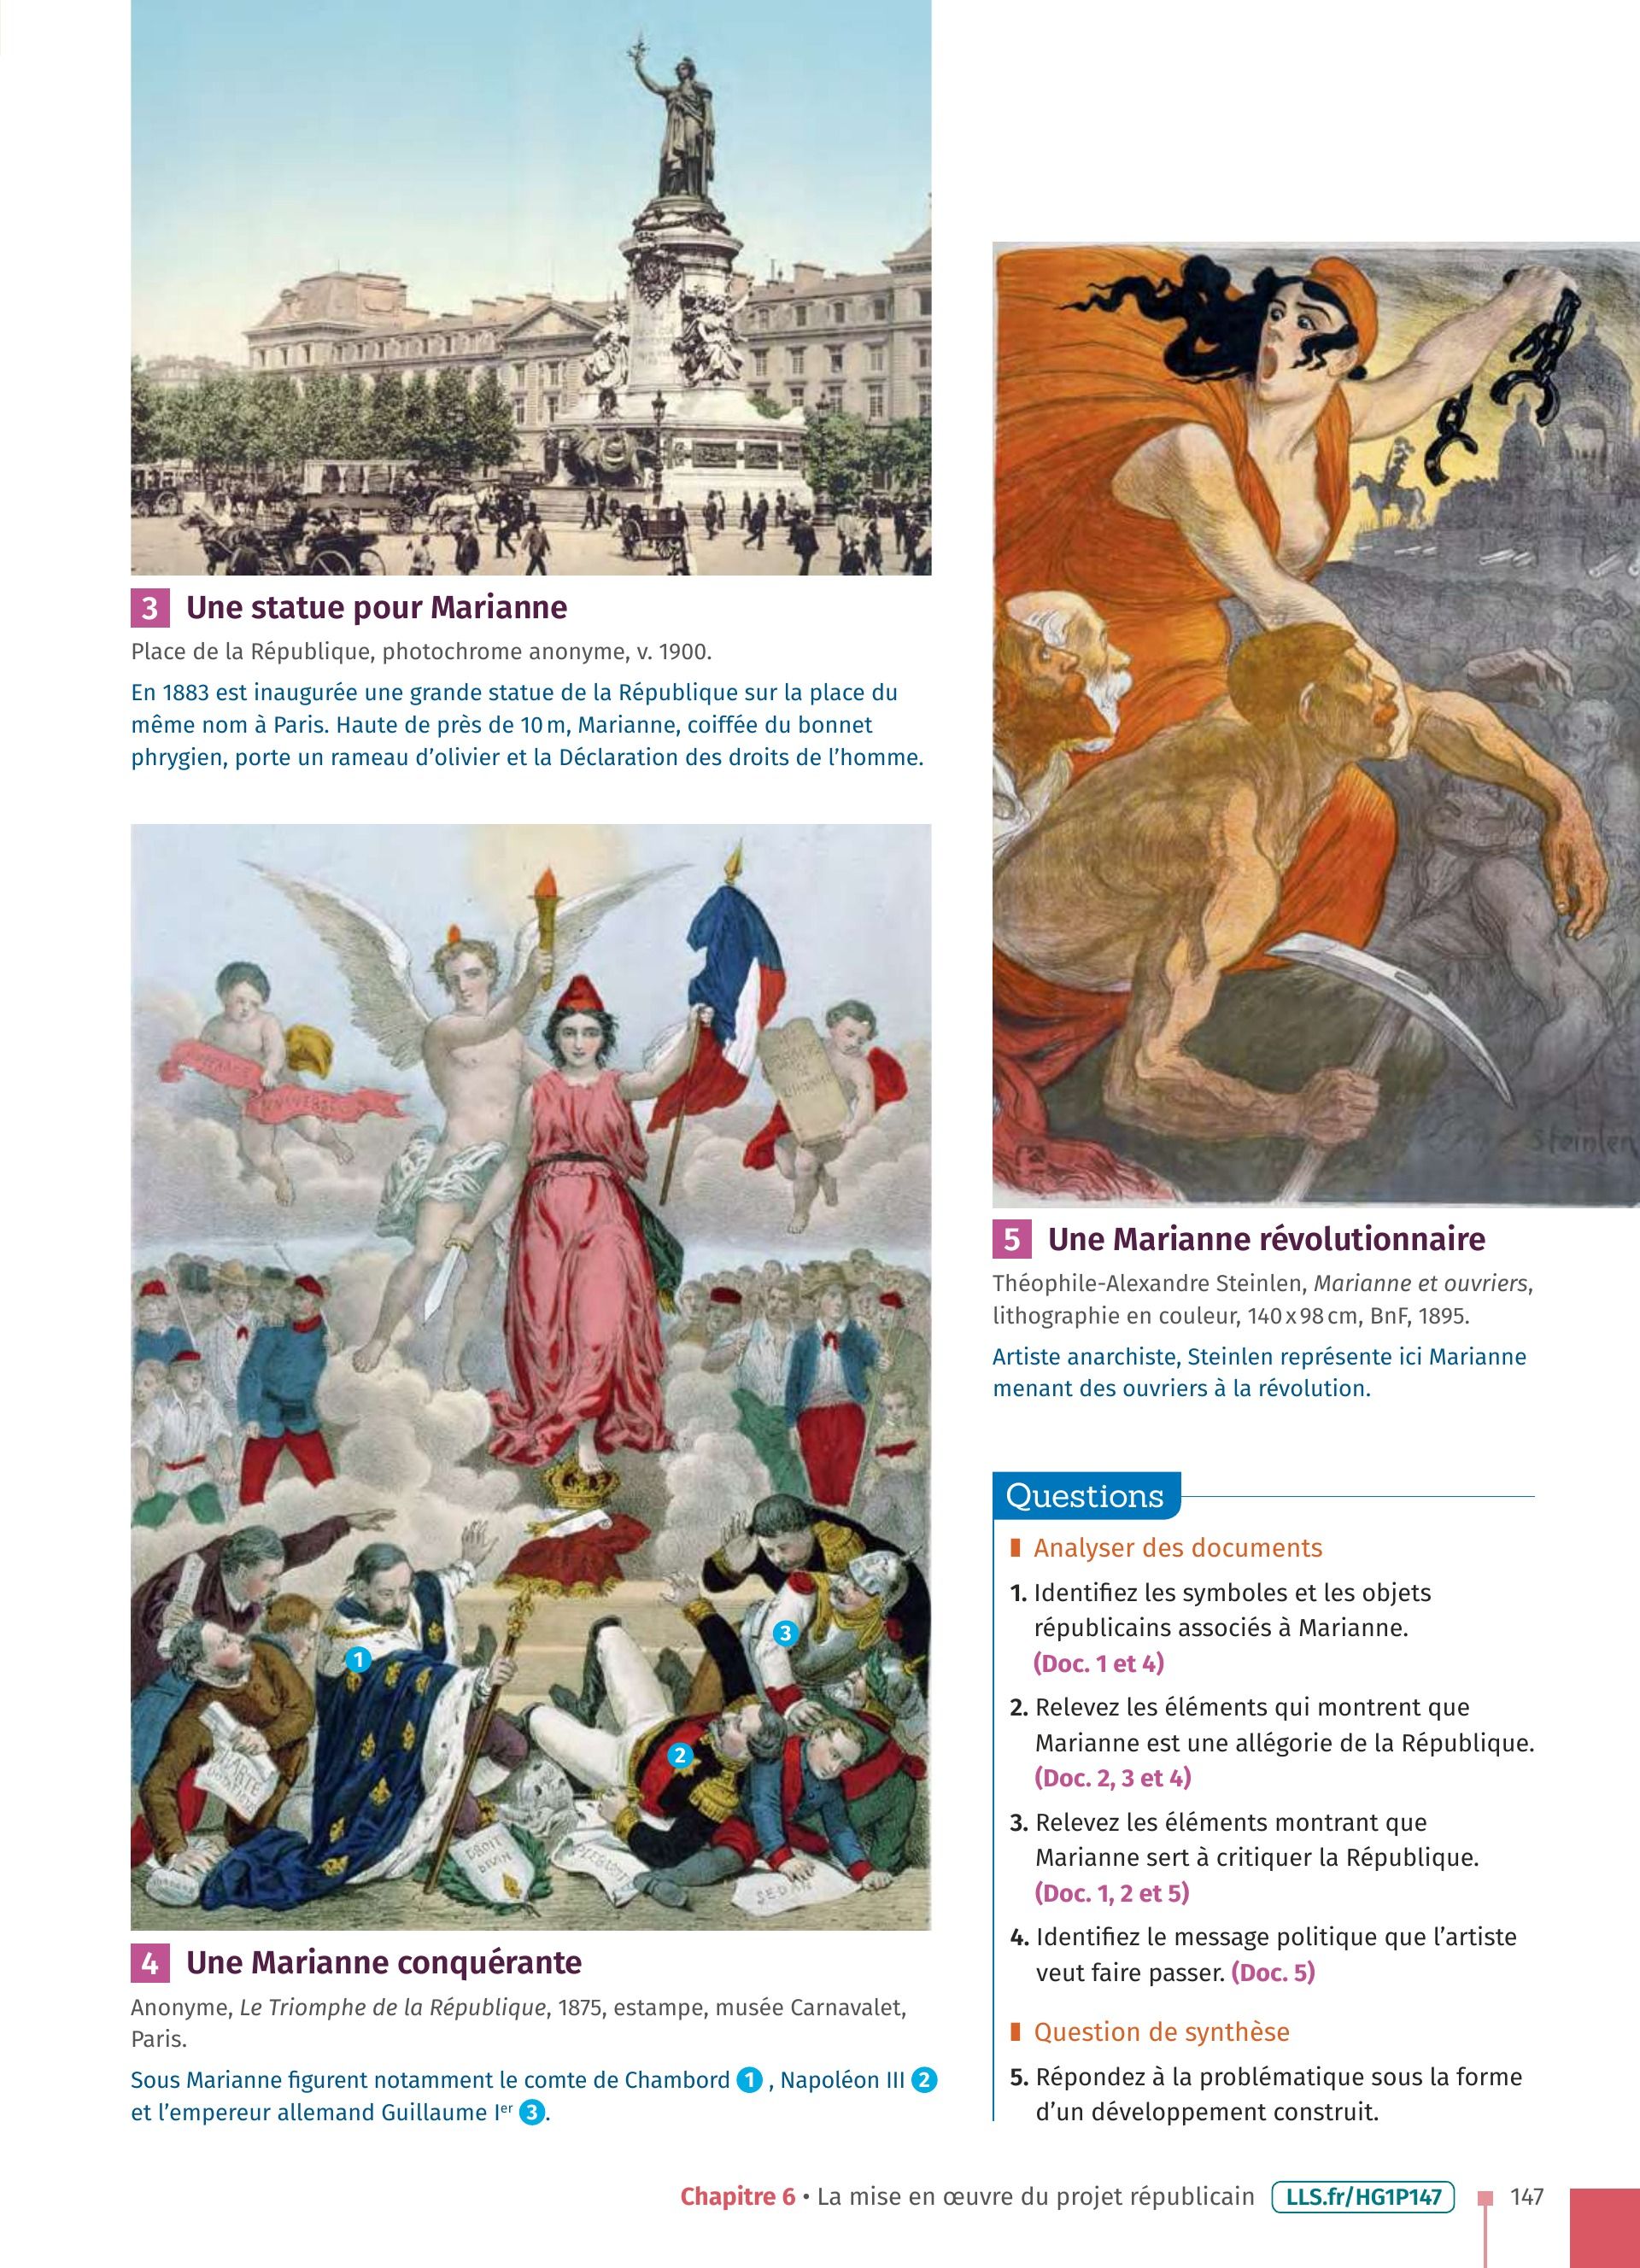 3 Une statue pour Marianne
Place de la République, photochrome anonyme, v. 1900.
En 1883 est inaugurée une grande statue de la République sur la place du
même nom à Paris. Haute de près de 10 m, Marianne, coiffée du bonnet
phrygien, porte un rameau d’olivier et la Déclaration des droits de l’homme.
UNIVERSEL
DROIT
DIVIN
SEDAN
1
2
3
4 Une Marianne conquérante
Anonyme, Le Triomphe de la République, 1875, estampe, musée Carnavalet,
Paris.
Sous Marianne figurent notamment le comte de Chambord 1 , Napoléon III 2
et l’empereur allemand Guillaume Ier 3.
Steinlen
5 Une Marianne révolutionnaire
Théophile-Alexandre Steinlen, Marianne et ouvriers,
lithographie en couleur, 140 x 98 cm, BnF, 1895.
Artiste anarchiste, Steinlen représente ici Marianne
menant des ouvriers à la révolution.
Questions
Analyser des documents
1. Identifiez les symboles et les objets
républicains associés à Marianne.
(Doc. 1 et 4)
2. Relevez les éléments qui montrent que
Marianne est une allégorie de la République.
(Doc. 2, 3 et 4)
3. Relevez les éléments montrant que
Marianne sert à critiquer la République.
(Doc. 1, 2 et 5)
4. Identifiez le message politique que l’artiste
veut faire passer. (Doc. 5)
Question de synthèse
5. Répondez à la problématique sous la forme
d’un développement construit.
Chapitre 6 • La mise en œuvre du projet républicain LLS.fr/HG1P147 147